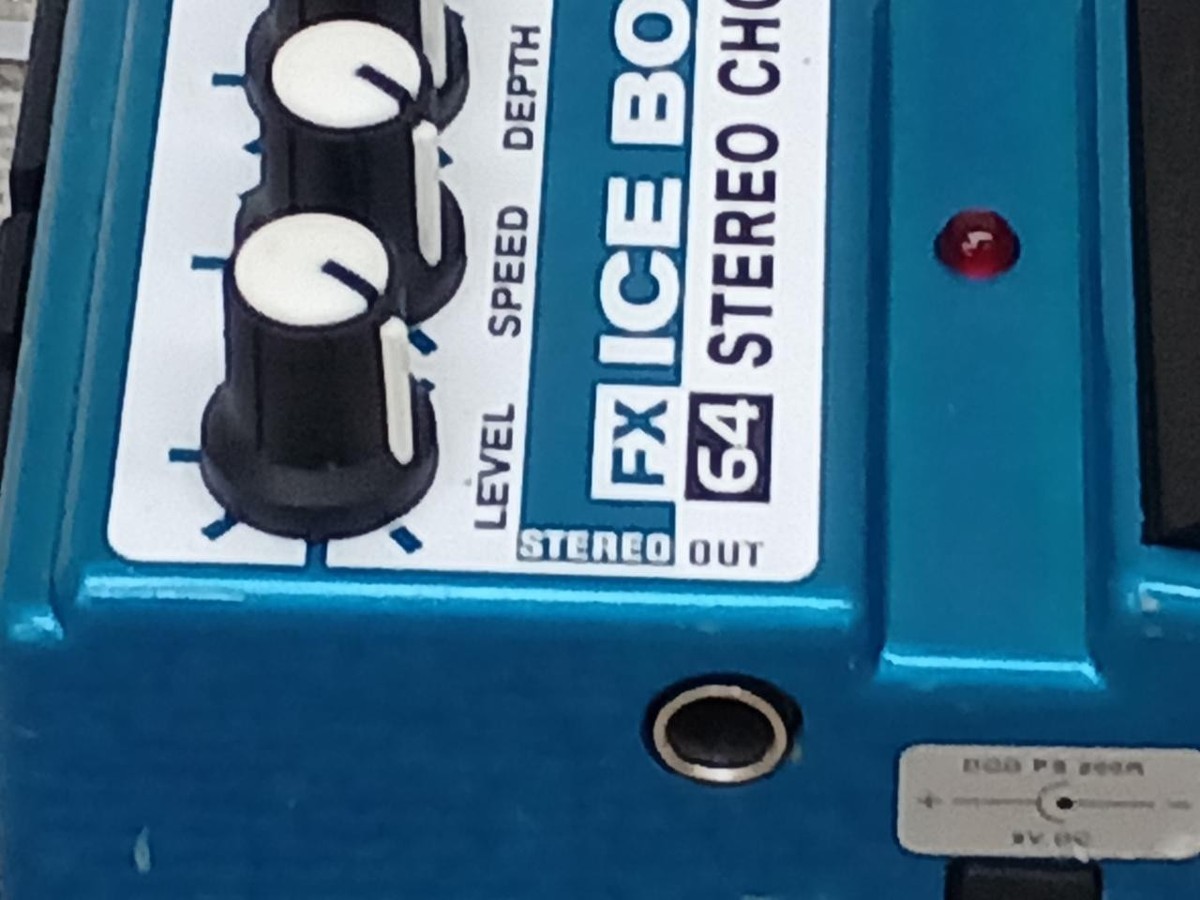 DEPTH
SPEED
LEVEL
FX ICE BO
64 STEREO CHO
STEREO OUT